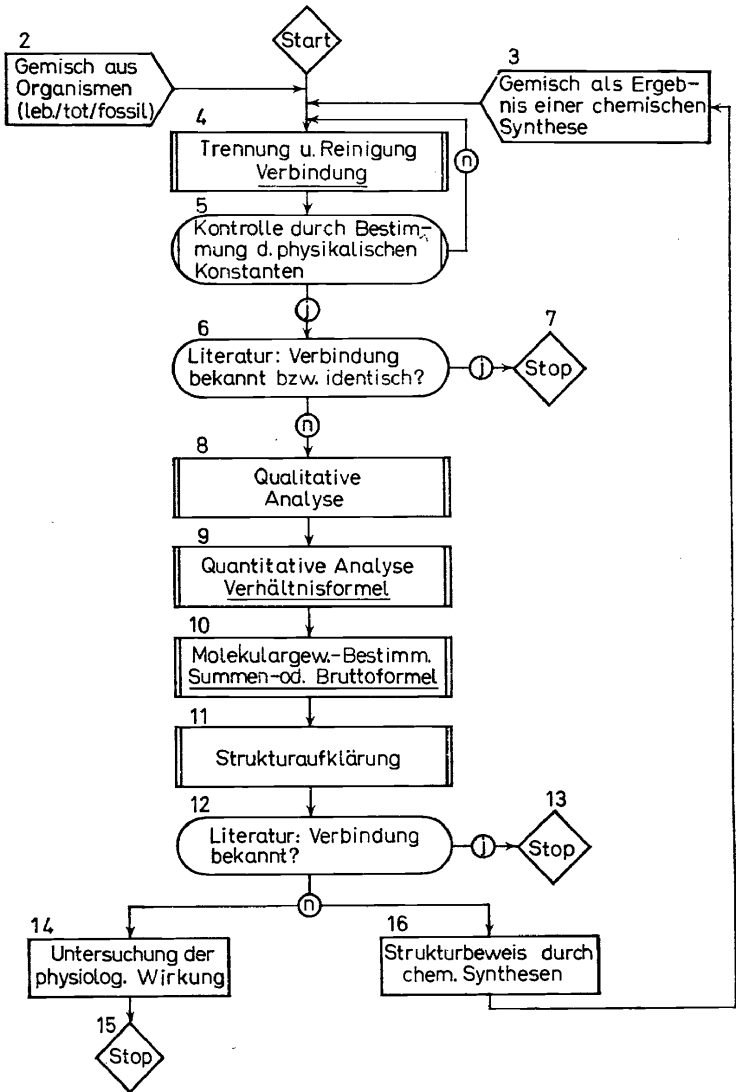 Start
2
Gemisch aus
Organismen
(leb./tot/fossil)
3
Gemisch als Ergeb-
nis einer chemischen
Synthese
4
Trennung u. Reinigung
Verbindung
n
5
Kontrolle durch Bestim-
mung d. physikalischen
Konstanten
j
6
Literatur: Verbindung
bekannt bzw. identisch?
j
7
Stop
n
8
Qualitative
Analyse
9
Quantitative Analyse
Verhältnisformel
10
Molekulargew.-Bestimm.
Summen-od. Bruttoformel
11
Strukturaufklärung
12
Literatur: Verbindung
bekannt?
j
13
Stop
n
14
Untersuchung der
physiolog. Wirkung
15
Stop
16
Strukturbeweis durch
chem. Synthesen